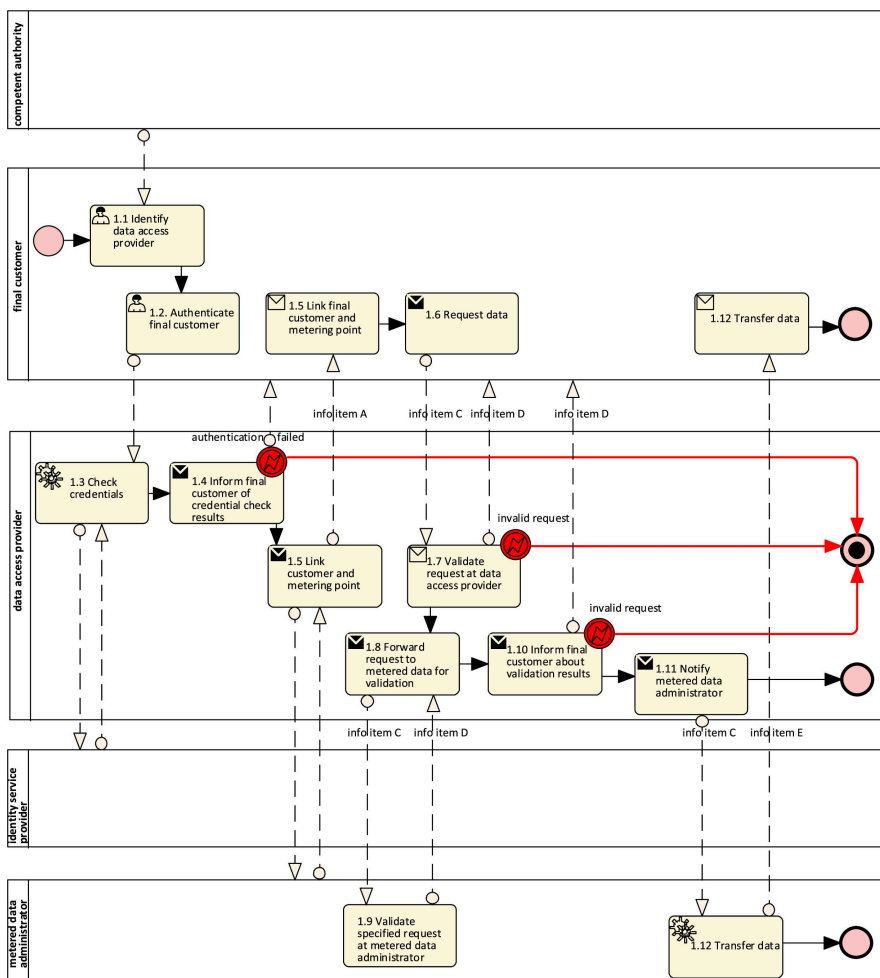 competent authority
final customer
1.1 Identify
data access
provider
1.2. Authenticate
final customer
1.5 Link final
customer and
metering point
1.6 Request data
1.12 Transfer data
info item A
info item C
info item D
info item D
data access provider
authentication failed
1.3 Check
credentials
1.4 Inform final
customer of
credential check
results
1.5 Link
customer and
metering point
invalid request
1.7 Validate
request at data
access provider
invalid request
1.8 Forward
request to
metered data for
validation
1.10 Inform final
customer about
validation results
1.11 Notify
metered data
administrator
info item C
info item D
info item C
info item E
identity service
provider
metered data
administrator
1.9 Validate
specified request
at metered data
administrator
1.12 Transfer data